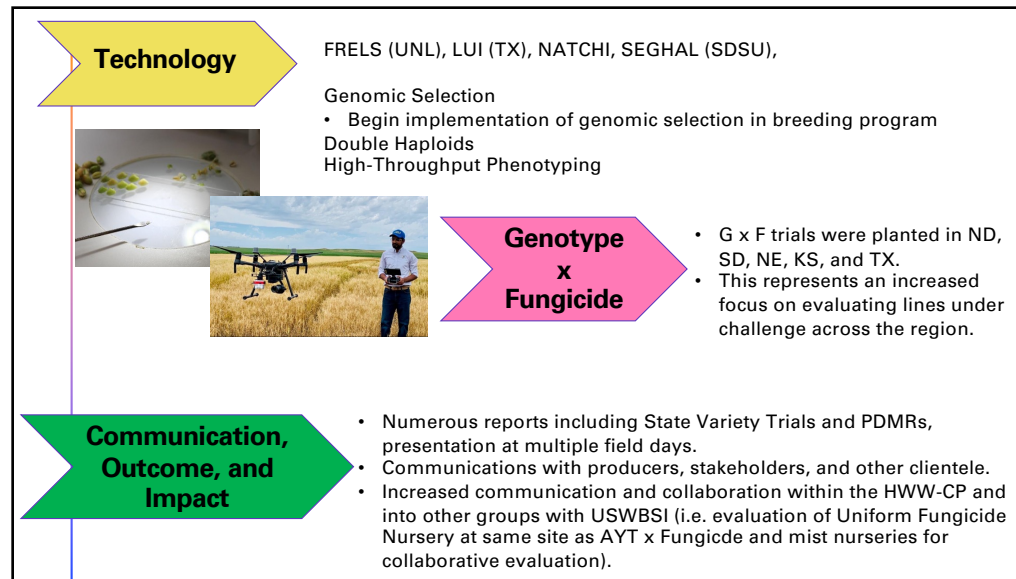 Technology
FRELS (UNL), LUI (TX), NATCHI, SEGHAL (SDSU),
Genomic Selection
• Begin implementation of genomic selection in breeding program
Double Haploids
High-Throughput Phenotyping
Genotype
x
Fungicide
• G x F trials were planted in ND,
SD, NE, KS, and TX.
• This represents an increased
focus on evaluating lines under
challenge across the region.
Communication,
Outcome, and
Impact
• Numerous reports including State Variety Trials and PDMRs,
presentation at multiple field days.
• Communications with producers, stakeholders, and other clientele.
• Increased communication and collaboration within the HWW-CP and
into other groups with USWBSI (i.e. evaluation of Uniform Fungicide
Nursery at same site as AYT x Fungicde and mist nurseries for
collaborative evaluation).